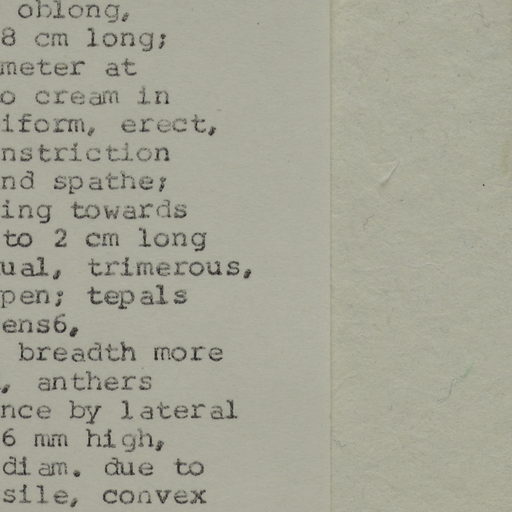 oblong,
8 cm long;
meter at
o cream in
iform, erect,
nstriction
nd spathe;
ing towards
to 2 cm long
ual, trimerous,
pen; tepals
ens6,
breadth more
, anthers
nce by lateral
6 mm high,
diam. due to
sile, convex